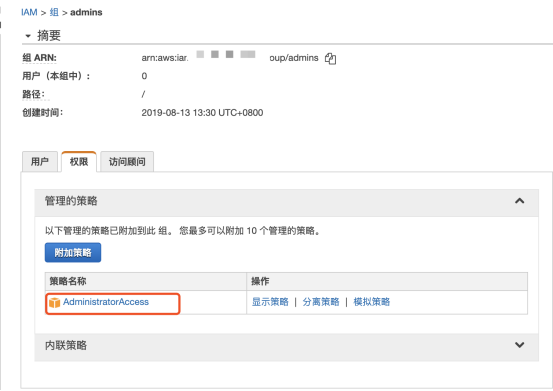 IAM > 组 > admins
摘要
组 ARN: arn:aws:iar. oup/admins
用户（本组中）: 0
路径: /
创建时间: 2019-08-13 13:30 UTC+0800
用户 权限 访问顾问
管理的策略
以下管理的策略已附加到此 组。 您最多可以附加 10 个管理的策略。
附加策略
策略名称 操作
AdministratorAccess 显示策略 | 分离策略 | 模拟策略
内联策略